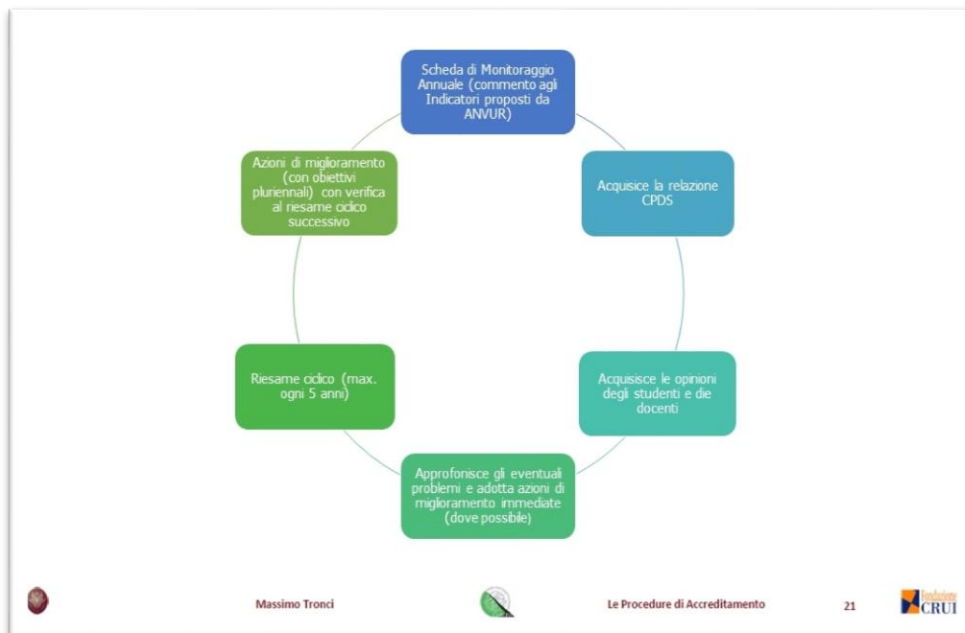 Scheda di Monitoraggio
Annuale (commento agli
Indicatori proposti da
ANVUR)
Acquisice la relazione
CPDS
Acquisisce le opinioni
degli studenti e die
docenti
Approfonisce gli eventuali
problemi e adotta azioni di
miglioramento immediate
(dove possibile)
Riesame ciclico (max.
ogni 5 anni)
Azioni di miglioramento
(con obiettivi
pluriennali) con verifica
al riesame ciclico
successivo
Massimo Tronci
Le Procedure di Accreditamento
21
Fondazione
CRUI